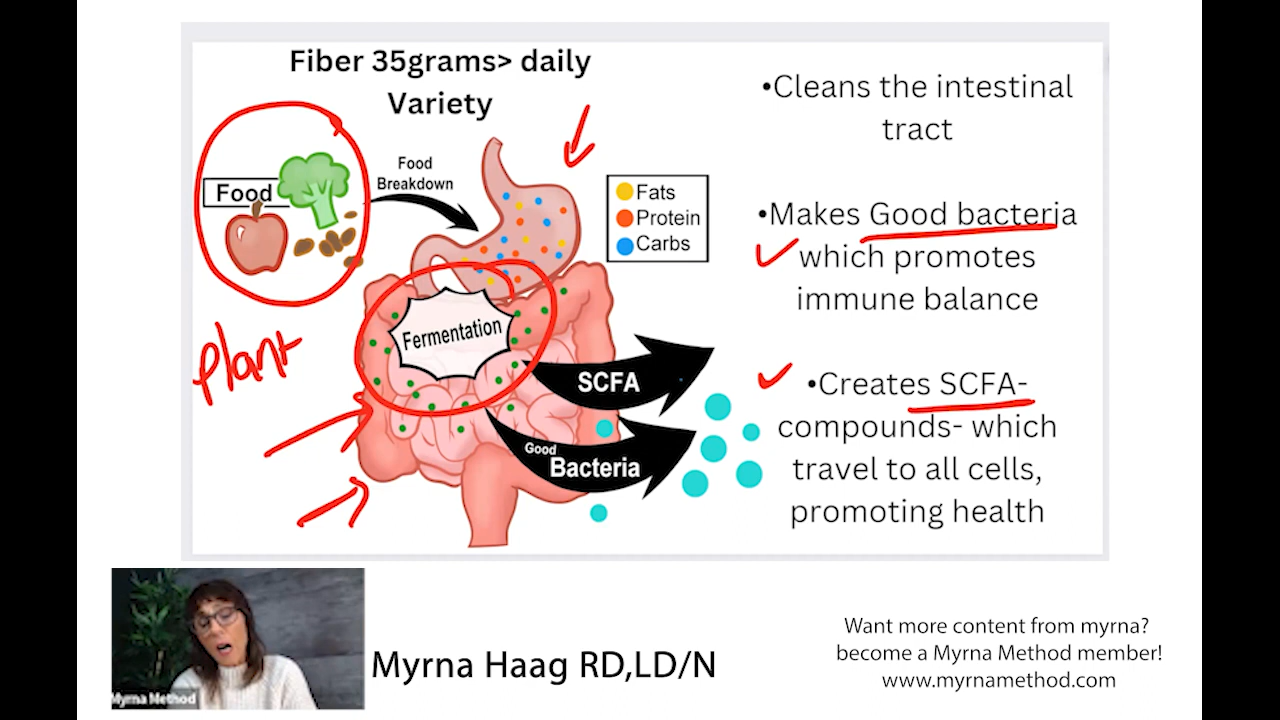 Fiber 35grams> daily
Variety
Food
Food
Breakdown
Fats
Protein
Carbs
Fermentation
SCFA
Good
Bacteria
plant
•Cleans the intestinal
tract
•Makes Good bacteria
which promotes
immune balance
•Creates SCFA-
compounds- which
travel to all cells,
promoting health
Myrna Method
Myrna Haag RD,LD/N
Want more content from myrna?
become a Myrna Method member!
www.myrnamethod.com